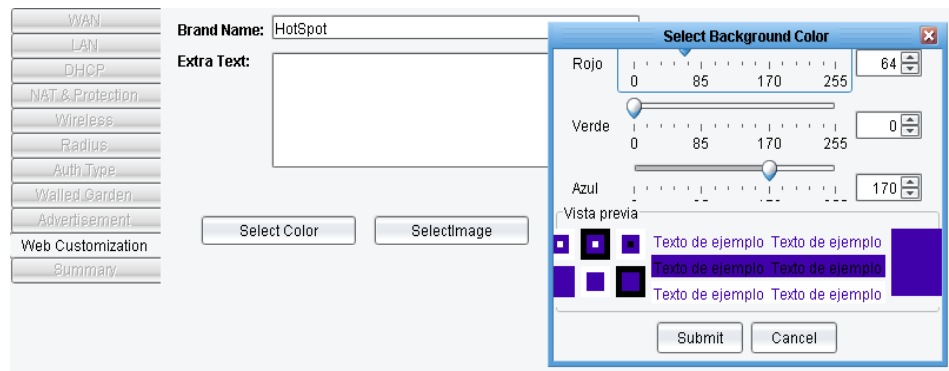 WAN
LAN
DHCP
NAT & Protection
Wireless
Radius
Auth Type
Walled Garden
Advertisement
Web Customization
Summary
Brand Name: HotSpot
Extra Text:
Select Color SelectImage
Select Background Color
Rojo 64
0 85 170 255
Verde 0
0 85 170 255
Azul 170
Vista previa
Texto de ejemplo Texto de ejemplo
Texto de ejemplo Texto de ejemplo
Texto de ejemplo Texto de ejemplo
Submit Cancel